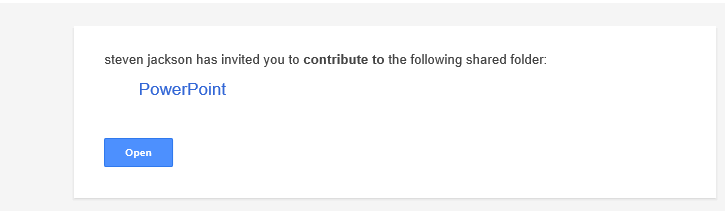 steven jackson has invited you to contribute to the following shared folder:
PowerPoint
Open